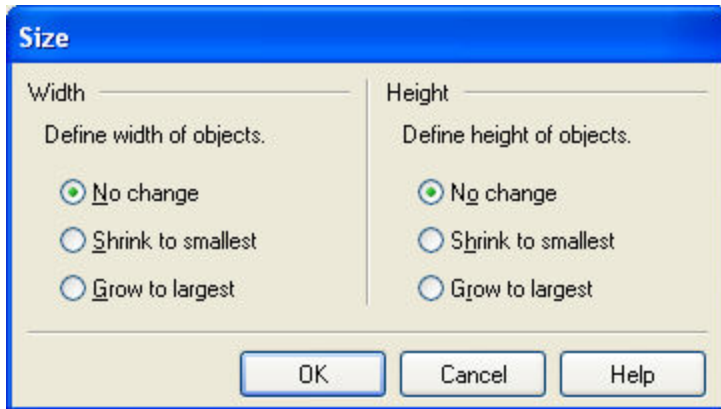 Size
Width
Define width of objects.
No change
Shrink to smallest
Grow to largest
Height
Define height of objects.
No change
Shrink to smallest
Grow to largest
OK Cancel Help